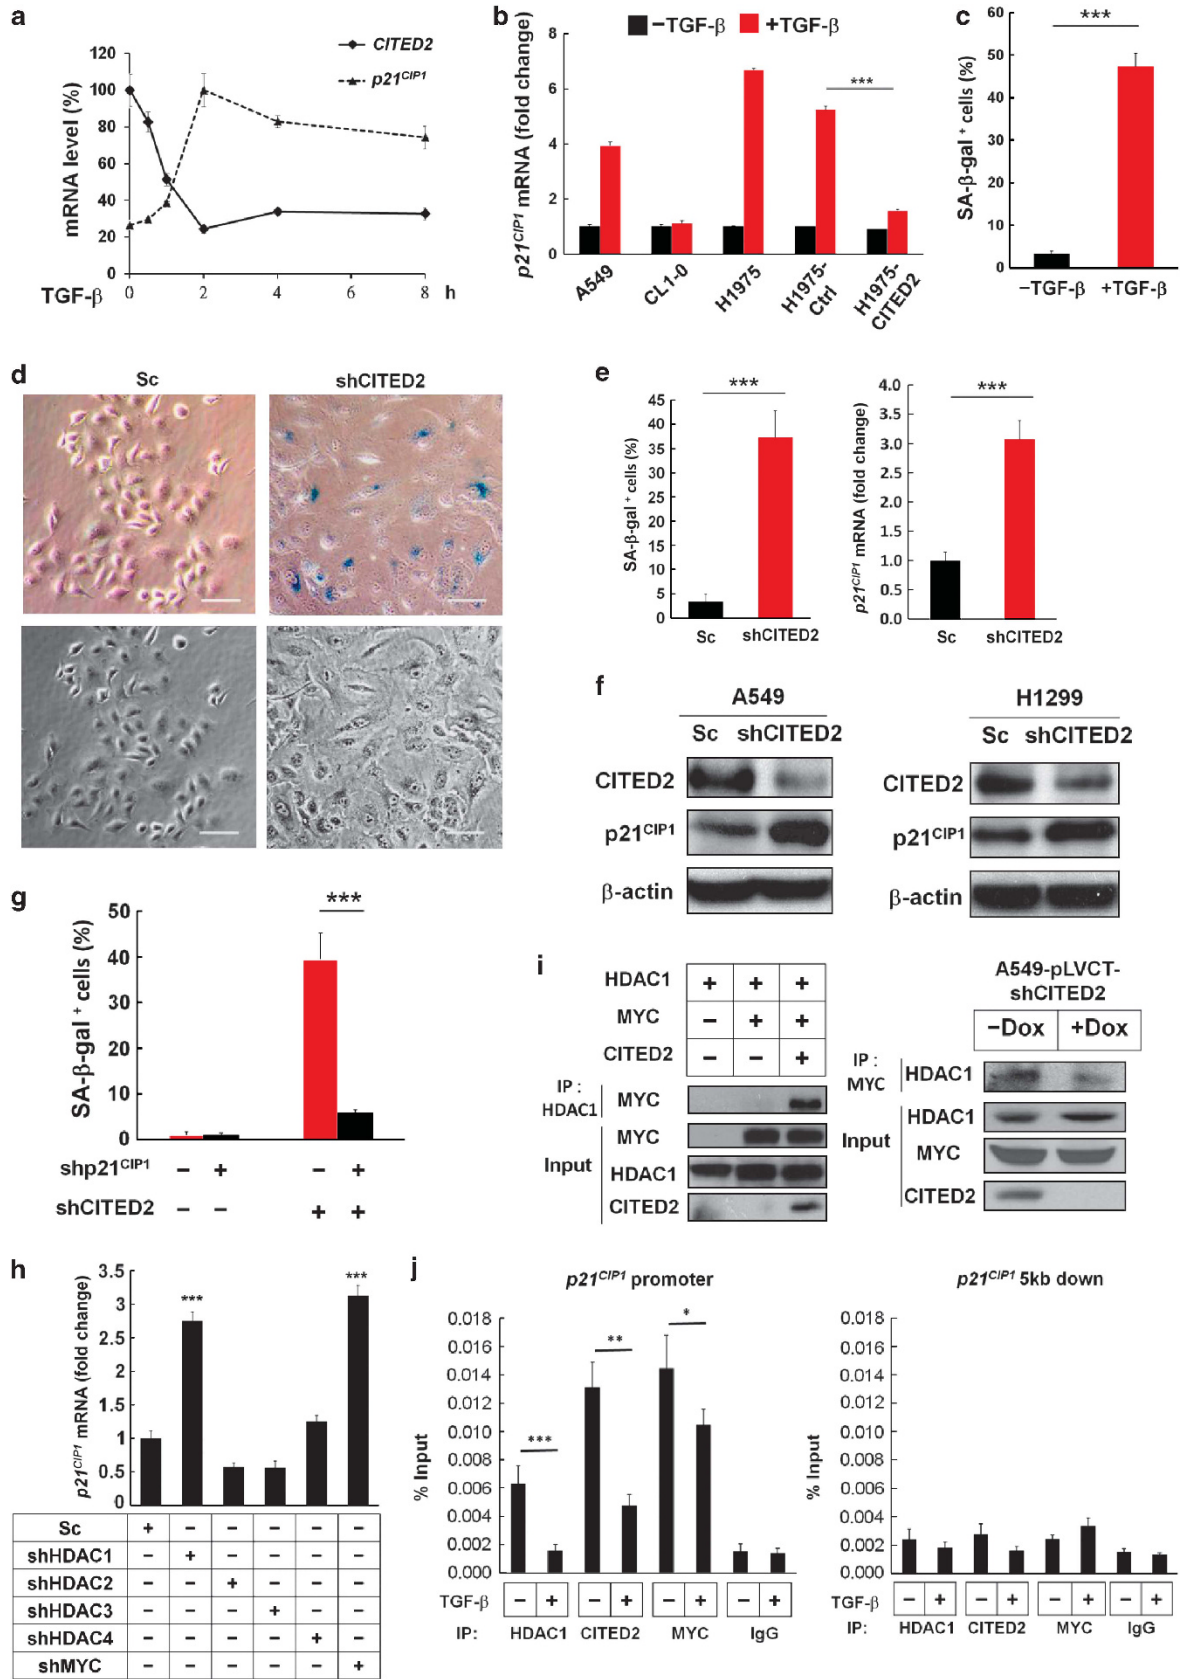 a
CITED2
p21CIP1
mRNA level (%)
120
100
80
60
40
20
0
0 2 4 6 8 h
TGF-β
b
−TGF-β +TGF-β
p21CIP1 mRNA (fold change)
8
6
4
2
0
***
A549
CL1-0
H1975
H1975-Ctrl
H1975-CITED2
c
SA-β-gal + cells (%)
60
50
40
30
20
10
0
***
−TGF-β +TGF-β
d
Sc shCITED2
e
SA-β-gal + cells (%)
45
40
35
30
25
20
15
10
5
0
***
Sc shCITED2
p21CIP1 mRNA (fold change)
4.0
3.5
3.0
2.5
2.0
1.5
1.0
0.5
0.0
***
Sc shCITED2
f
A549
Sc shCITED2
CITED2
p21CIP1
β-actin
H1299
Sc shCITED2
CITED2
p21CIP1
β-actin
g
SA-β-gal + cells (%)
50
40
30
20
10
0
***
shp21CIP1 − + − +
shCITED2 − − + +
i
HDAC1 + + +
MYC − + +
CITED2 − − +
IP : HDAC1
MYC
Input
MYC
HDAC1
CITED2
A549-pLVCT-
shCITED2
−Dox +Dox
IP : MYC
HDAC1
Input
HDAC1
MYC
CITED2
h
p21CIP1 mRNA (fold change)
3.5
3
2.5
2
1.5
1
0.5
0
***
***
Sc + − − − − −
shHDAC1 − + − − − −
shHDAC2 − − + − − −
shHDAC3 − − − + − −
shHDAC4 − − − − + −
shMYC − − − − − +
j
p21CIP1 promoter
% Input
0.018
0.016
0.014
0.012
0.010
0.008
0.006
0.004
0.002
0.000
***
**
*
TGF-β − + − + − + − +
IP: HDAC1 CITED2 MYC IgG
p21CIP1 5kb down
% Input
0.018
0.016
0.014
0.012
0.010
0.008
0.006
0.004
0.002
0.000
TGF-β − + − + − + − +
IP: HDAC1 CITED2 MYC IgG